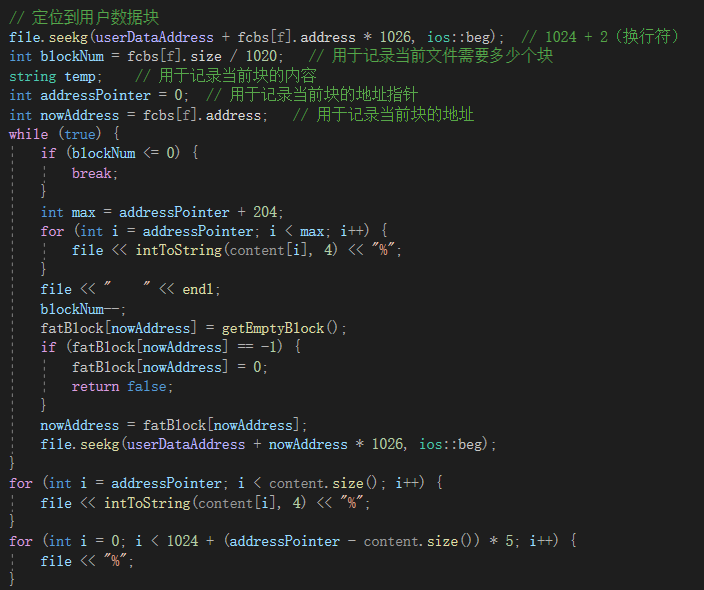 // 定位到用户数据块
file.seekg(userDataAddress + fcbs[f].address * 1026, ios::beg);  // 1024 + 2（换行符）
int blockNum = fcbs[f].size / 1020;   // 用于记录当前文件需要多少个块
string temp;    // 用于记录当前块的内容
int addressPointer = 0;  // 用于记录当前块的地址指针
int nowAddress = fcbs[f].address;   // 用于记录当前块的地址
while (true) {
    if (blockNum <= 0) {
        break;
    }
    int max = addressPointer + 204;
    for (int i = addressPointer; i < max; i++) {
        file << intToString(content[i], 4) << "%";
    }
    file << "    " << endl;
    blockNum--;
    fatBlock[nowAddress] = getEmptyBlock();
    if (fatBlock[nowAddress] == -1) {
        fatBlock[nowAddress] = 0;
        return false;
    }
    nowAddress = fatBlock[nowAddress];
    file.seekg(userDataAddress + nowAddress * 1026, ios::beg);
}
for (int i = addressPointer; i < content.size(); i++) {
    file << intToString(content[i], 4) << "%";
}
for (int i = 0; i < 1024 + (addressPointer - content.size()) * 5; i++) {
    file << "%";
}